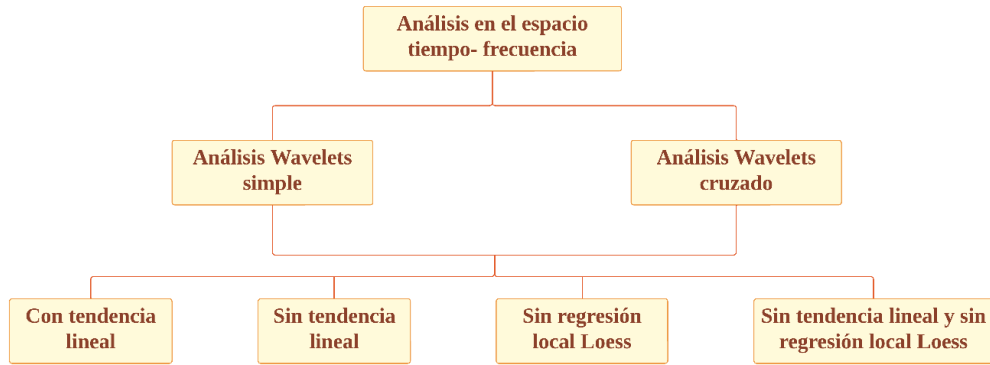 Análisis en el espacio
tiempo- frecuencia
Análisis Wavelets
simple
Análisis Wavelets
cruzado
Con tendencia
lineal
Sin tendencia
lineal
Sin regresión
local Loess
Sin tendencia lineal y sin
regresión local Loess